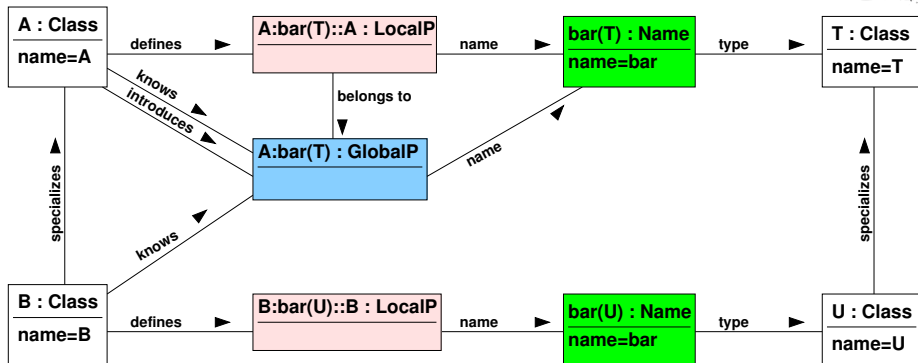 A : Class
name=A
defines
A:bar(T)::A : LocalP
name
bar(T) : Name
name=bar
type
T : Class
name=T
knows
introduces
belongs to
A:bar(T) : GlobalP
name
specializes
specializes
knows
B : Class
name=B
defines
B:bar(U)::B : LocalP
name
bar(U) : Name
name=bar
type
U : Class
name=U